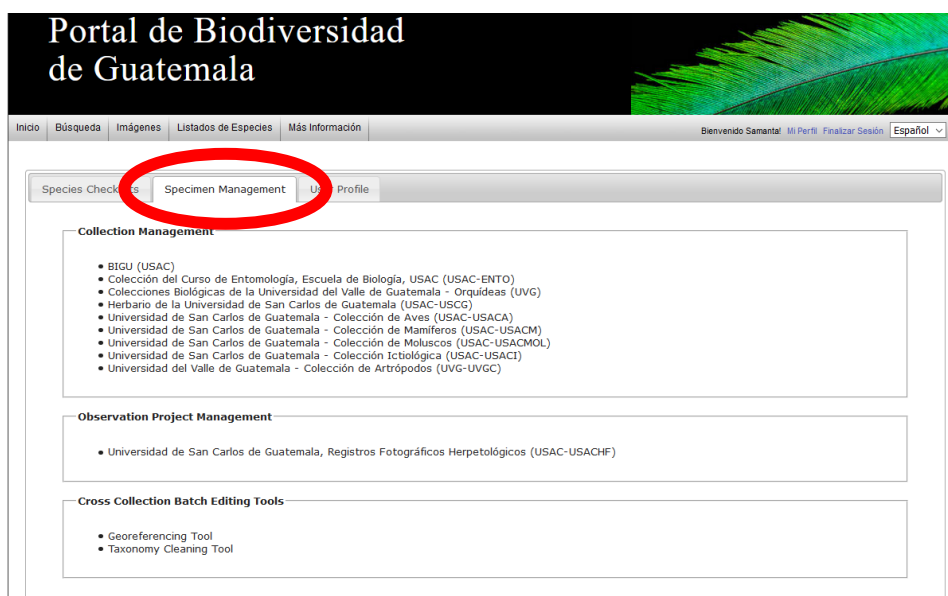 Portal de Biodiversidad
de Guatemala
Inicio Búsqueda Imágenes Listados de Especies Más Información Bienvenido Samanta! Mi Perfil Finalizar Sesión Español
Species Specimen Management Profile
Collection Management
• BIGU (USAC)
• Colección del Curso de Entomología, Escuela de Biología, USAC (USAC-ENTO)
• Colecciones Biológicas de la Universidad del Valle de Guatemala - Orquídeas (UVG)
• Herbario de la Universidad de San Carlos de Guatemala (USAC-USCG)
• Universidad de San Carlos de Guatemala - Colección de Aves (USAC-USACA)
• Universidad de San Carlos de Guatemala - Colección de Mamíferos (USAC-USACM)
• Universidad de San Carlos de Guatemala - Colección de Moluscos (USAC-USACMOL)
• Universidad de San Carlos de Guatemala - Colección Ictiológica (USAC-USACI)
• Universidad del Valle de Guatemala - Colección de Artrópodos (UVG-UVGC)
Observation Project Management
• Universidad de San Carlos de Guatemala, Registros Fotográficos Herpetológicos (USAC-USACHF)
Cross Collection Batch Editing Tools
• Georeferencing Tool
• Taxonomy Cleaning Tool